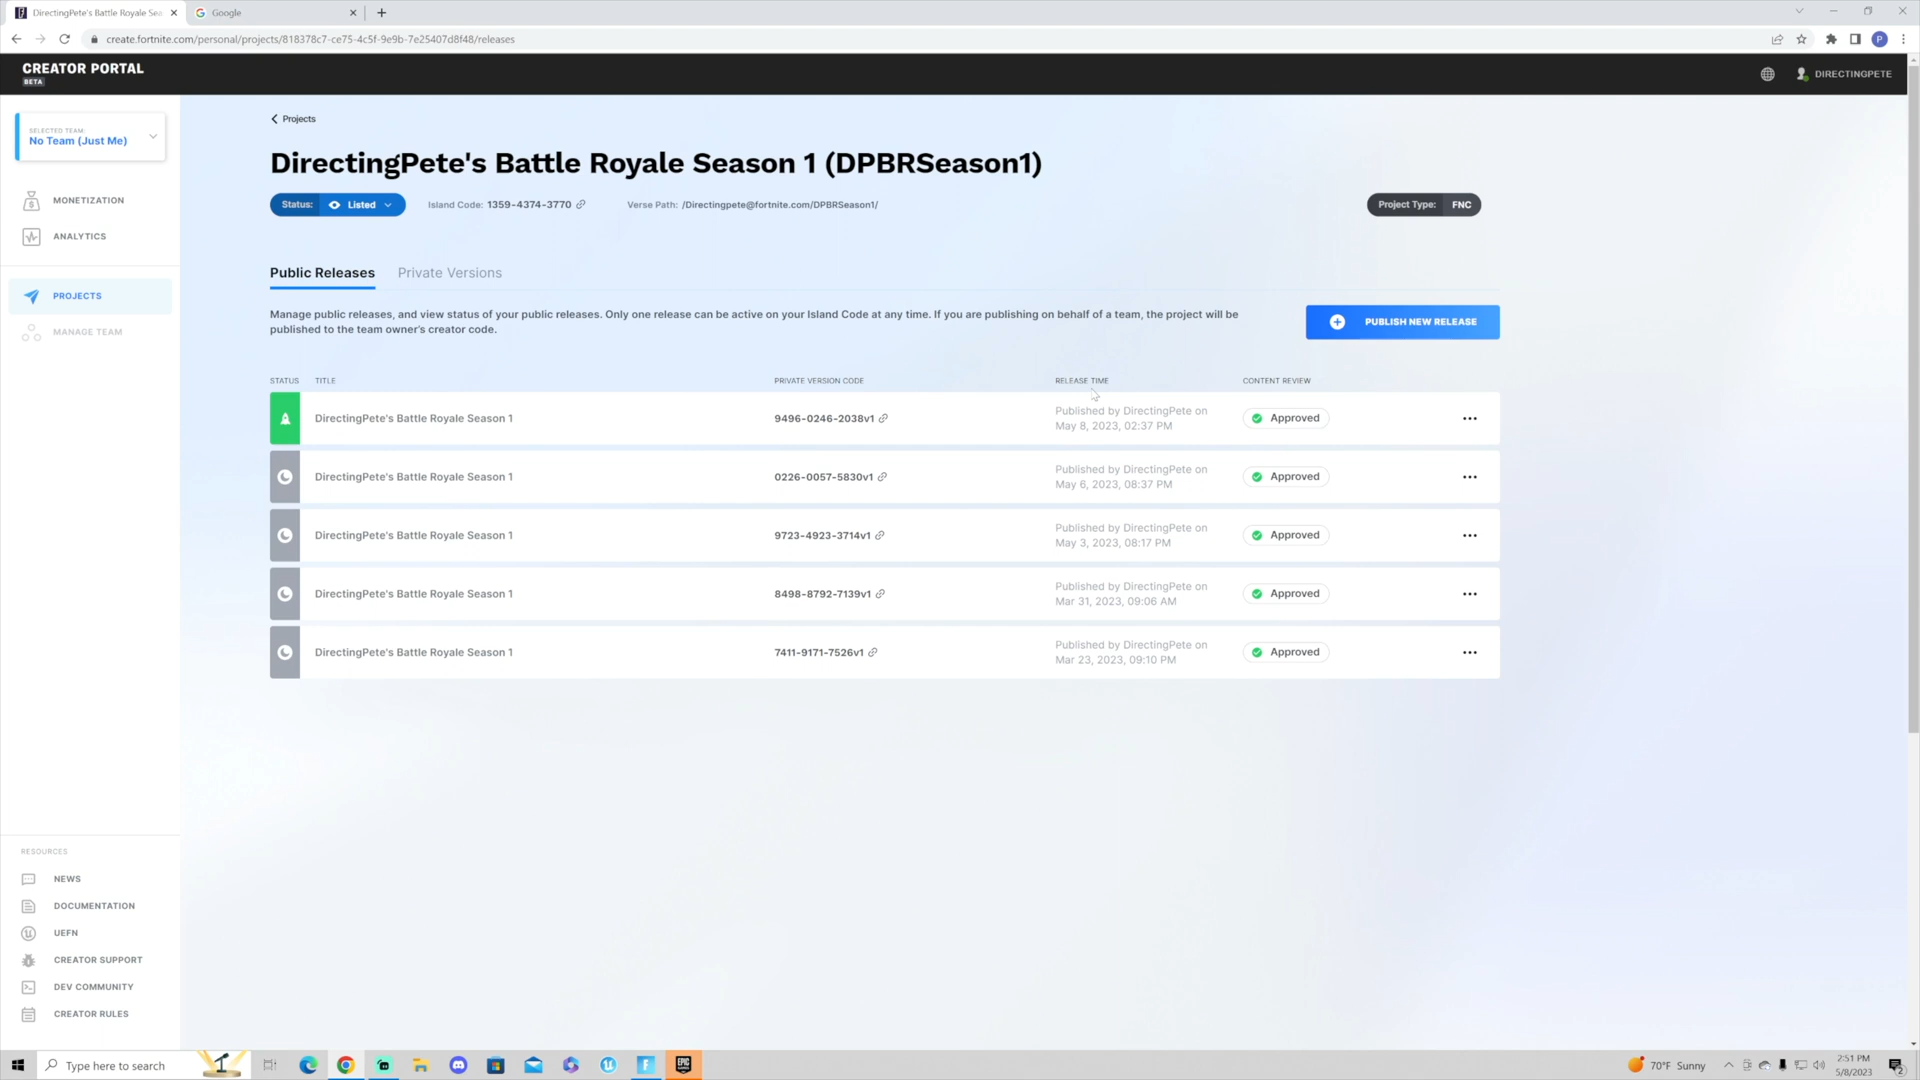 DirectingPete's Battle Royale Sea
Google
create.fortnite.com/personal/projects/818378c7-ce75-4c5f-9e9b-7e25407d8f48/releases
P
CREATOR PORTAL
BETA
DIRECTINGPETE
SELECTED TEAM:
No Team (Just Me)
MONETIZATION
ANALYTICS
PROJECTS
MANAGE TEAM
Projects
DirectingPete's Battle Royale Season 1 (DPBRSeason1)
Status: Listed
Island Code: 1359-4374-3770
Verse Path: /Directingpete@fortnite.com/DPBRSeason1/
Project Type: FNC
Public Releases
Private Versions
Manage public releases, and view status of your public releases. Only one release can be active on your Island Code at any time. If you are publishing on behalf of a team, the project will be
published to the team owner's creator code.
PUBLISH NEW RELEASE
STATUS TITLE PRIVATE VERSION CODE RELEASE TIME CONTENT REVIEW
DirectingPete's Battle Royale Season 1 9496-0246-2038v1 Published by DirectingPete on
May 8, 2023, 02:37 PM
Approved
DirectingPete's Battle Royale Season 1 0226-0057-5830v1 Published by DirectingPete on
May 6, 2023, 08:37 PM
Approved
DirectingPete's Battle Royale Season 1 9723-4923-3714v1 Published by DirectingPete on
May 3, 2023, 08:17 PM
Approved
DirectingPete's Battle Royale Season 1 8498-8792-7139v1 Published by DirectingPete on
Mar 31, 2023, 09:06 AM
Approved
DirectingPete's Battle Royale Season 1 7411-9171-7526v1 Published by DirectingPete on
Mar 23, 2023, 09:10 PM
Approved
RESOURCES
NEWS
DOCUMENTATION
UEFN
CREATOR SUPPORT
DEV COMMUNITY
CREATOR RULES
Type here to search
EPIC
70°F Sunny
2:51 PM
5/8/2023
2